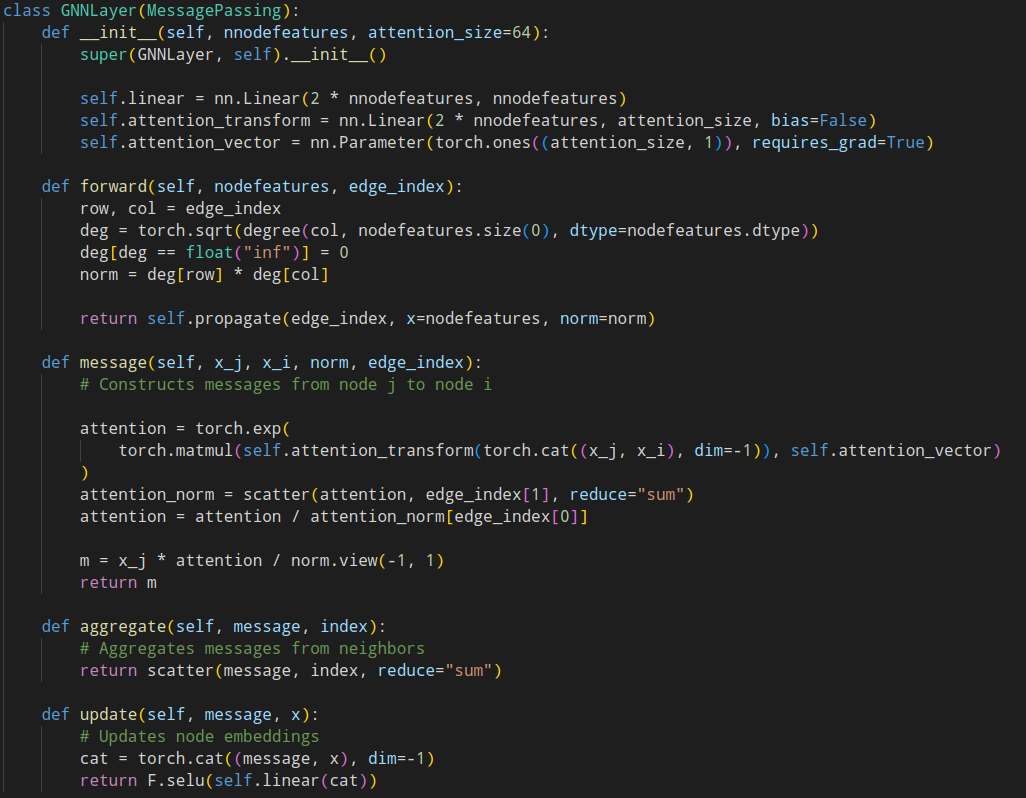 class GNNLayer(MessagePassing):
    def __init__(self, nnodefeatures, attention_size=64):
        super(GNNLayer, self).__init__()

        self.linear = nn.Linear(2 * nnodefeatures, nnodefeatures)
        self.attention_transform = nn.Linear(2 * nnodefeatures, attention_size, bias=False)
        self.attention_vector = nn.Parameter(torch.ones((attention_size, 1)), requires_grad=True)

    def forward(self, nodefeatures, edge_index):
        row, col = edge_index
        deg = torch.sqrt(degree(col, nodefeatures.size(0), dtype=nodefeatures.dtype))
        deg[deg == float("inf")] = 0
        norm = deg[row] * deg[col]

        return self.propagate(edge_index, x=nodefeatures, norm=norm)

    def message(self, x_j, x_i, norm, edge_index):
        # Constructs messages from node j to node i

        attention = torch.exp(
            torch.matmul(self.attention_transform(torch.cat((x_j, x_i), dim=-1)), self.attention_vector)
        )
        attention_norm = scatter(attention, edge_index[1], reduce="sum")
        attention = attention / attention_norm[edge_index[0]]

        m = x_j * attention / norm.view(-1, 1)
        return m

    def aggregate(self, message, index):
        # Aggregates messages from neighbors
        return scatter(message, index, reduce="sum")

    def update(self, message, x):
        # Updates node embeddings
        cat = torch.cat((message, x), dim=-1)
        return F.selu(self.linear(cat))